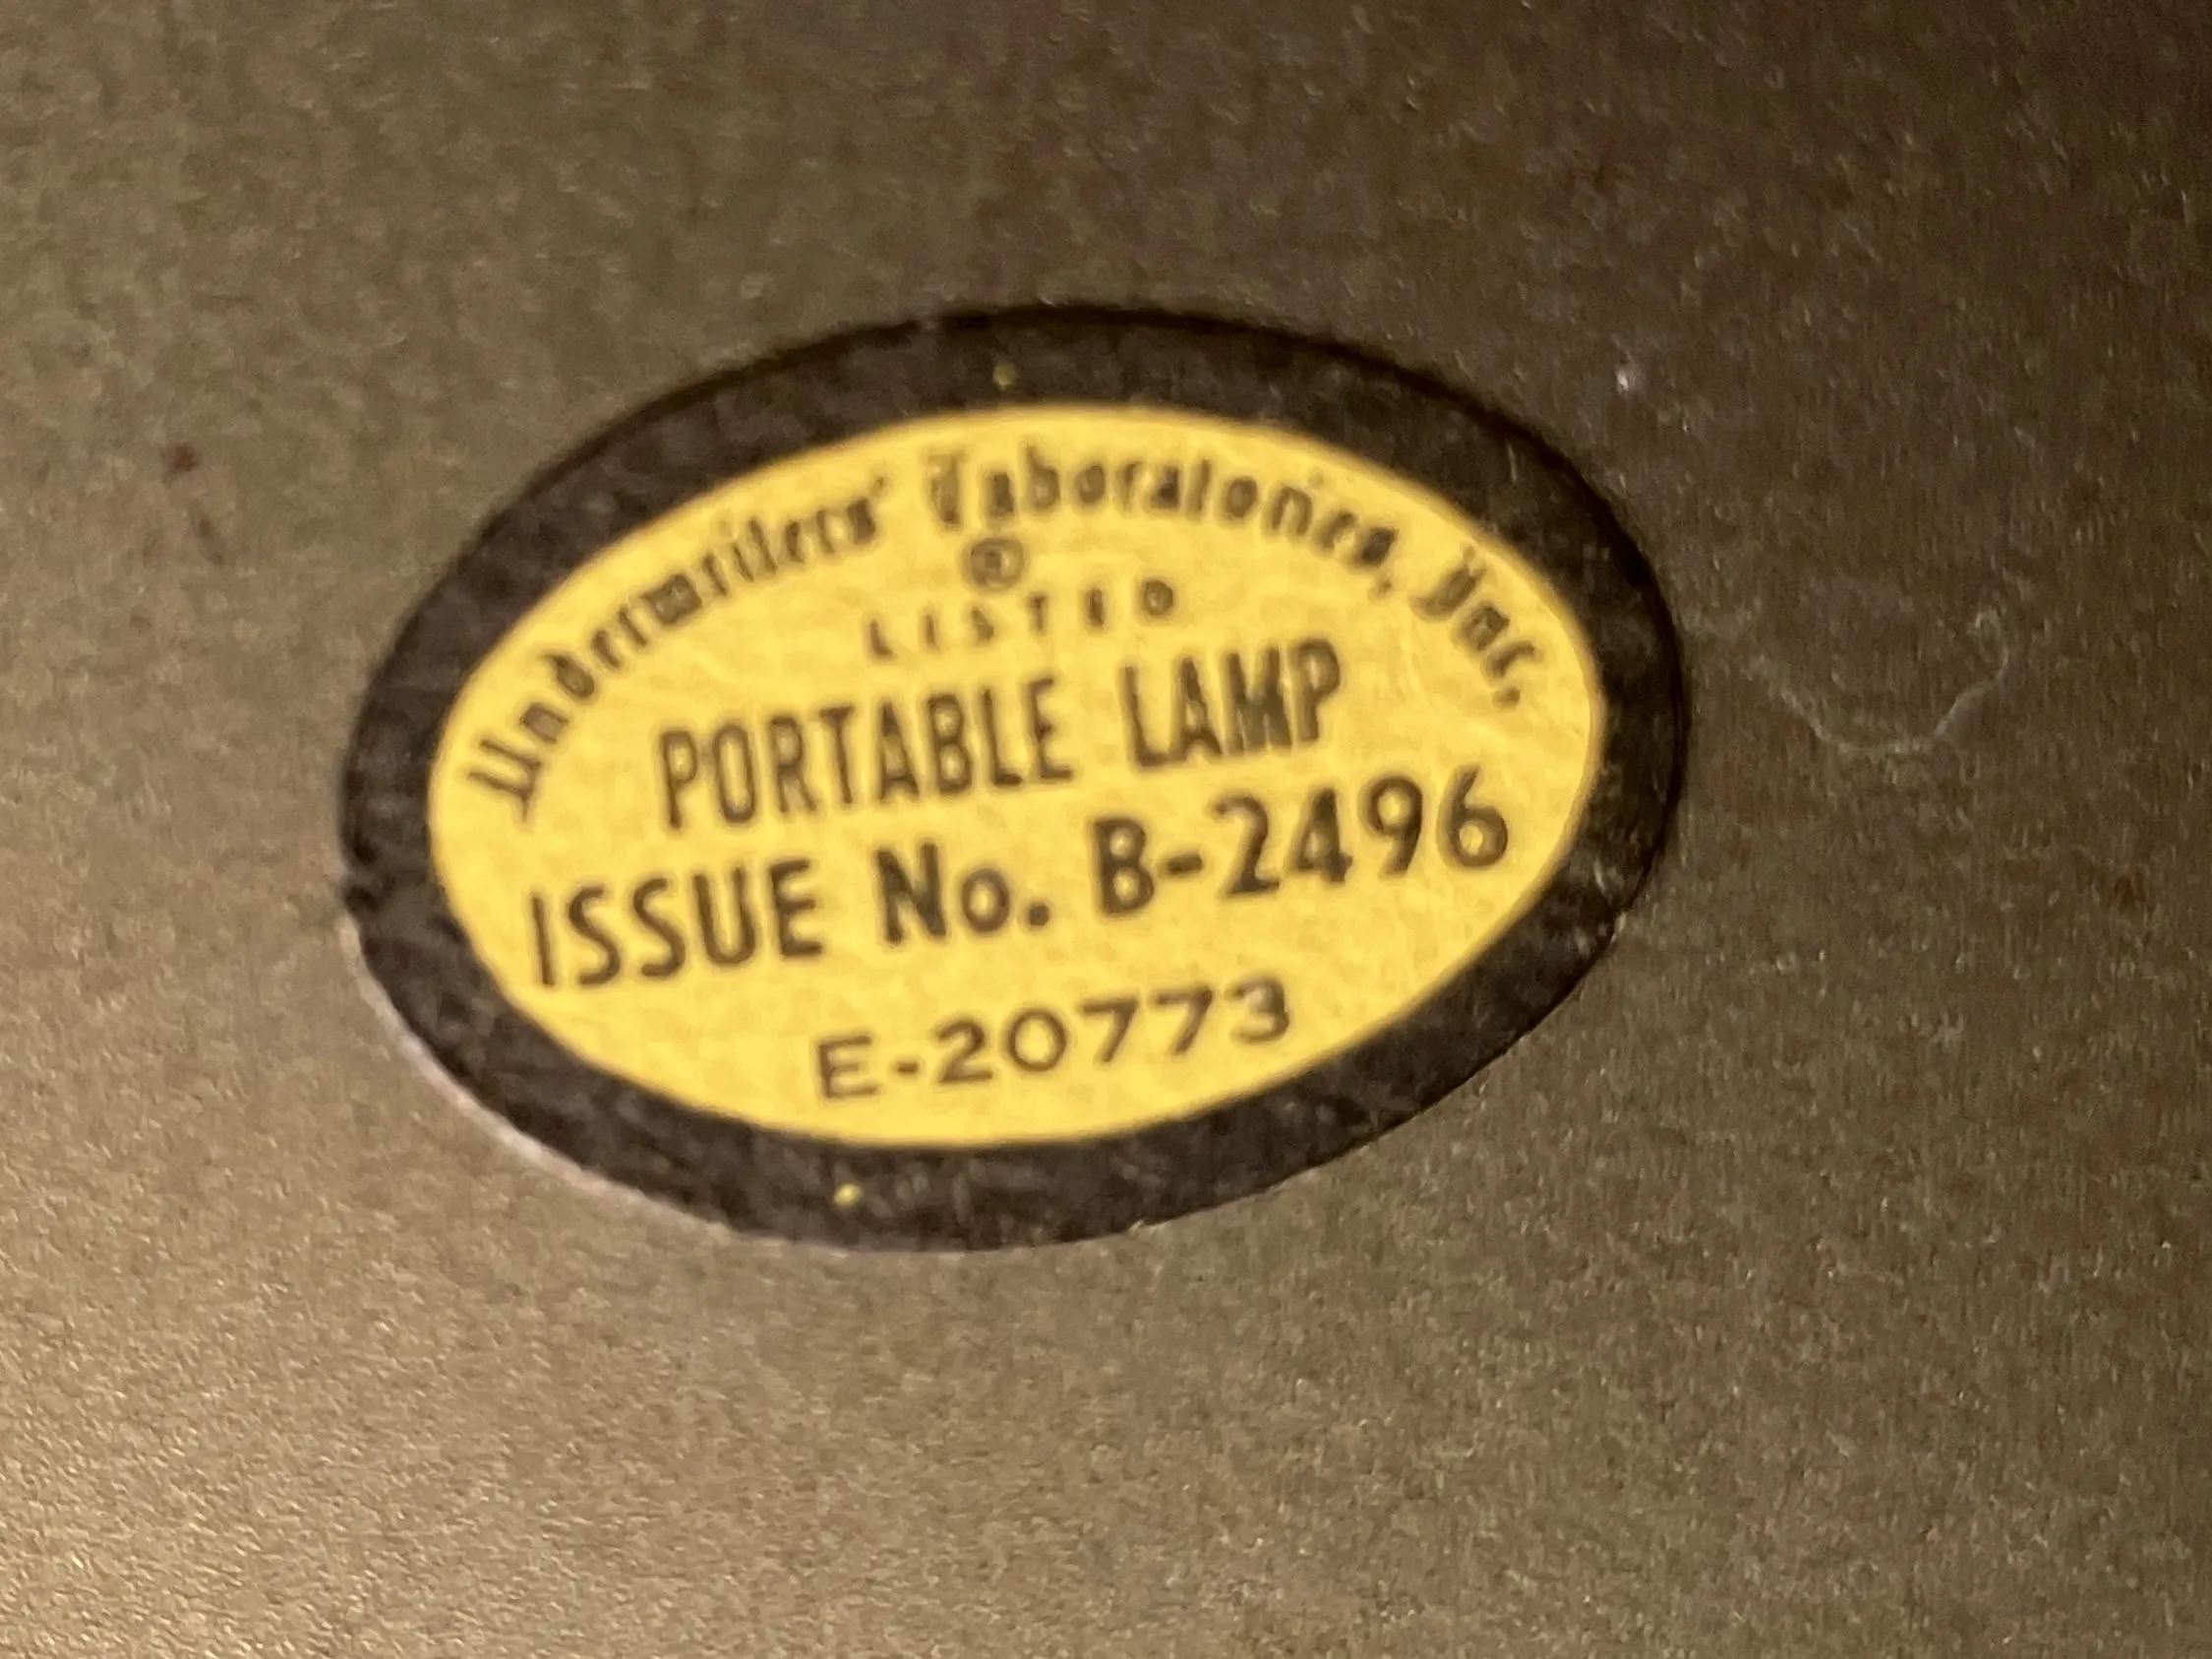 Underwriters' Laboratories, Inc.
®
LISTED
PORTABLE LAMP
ISSUE No. B-2496
E-20773